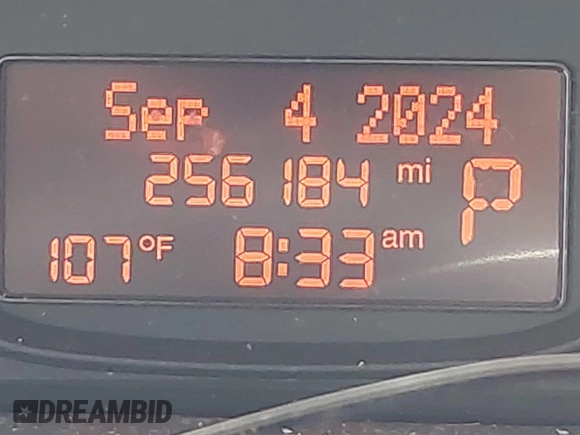 Sep 4 2024
256184 mi P
107°F 8:33 am
DREAMBID